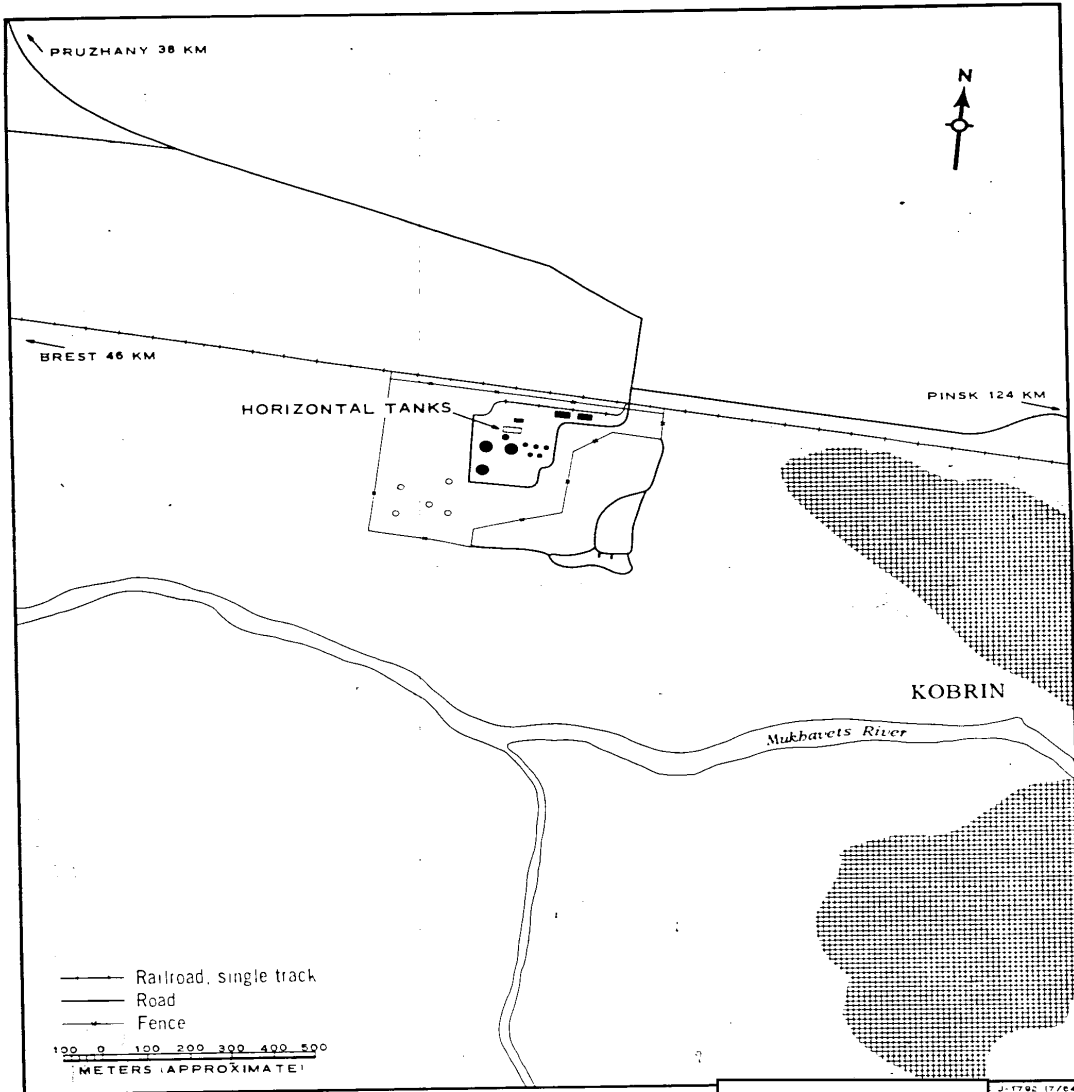 PRUZHANY 38 KM
N
BREST 46 KM
PINSK 124 KM
HORIZONTAL TANKS
KOBRIN
Mukhavets River
Railroad, single track
Road
Fence
100 0 100 200 300 400 500
METERS (APPROXIMATE)